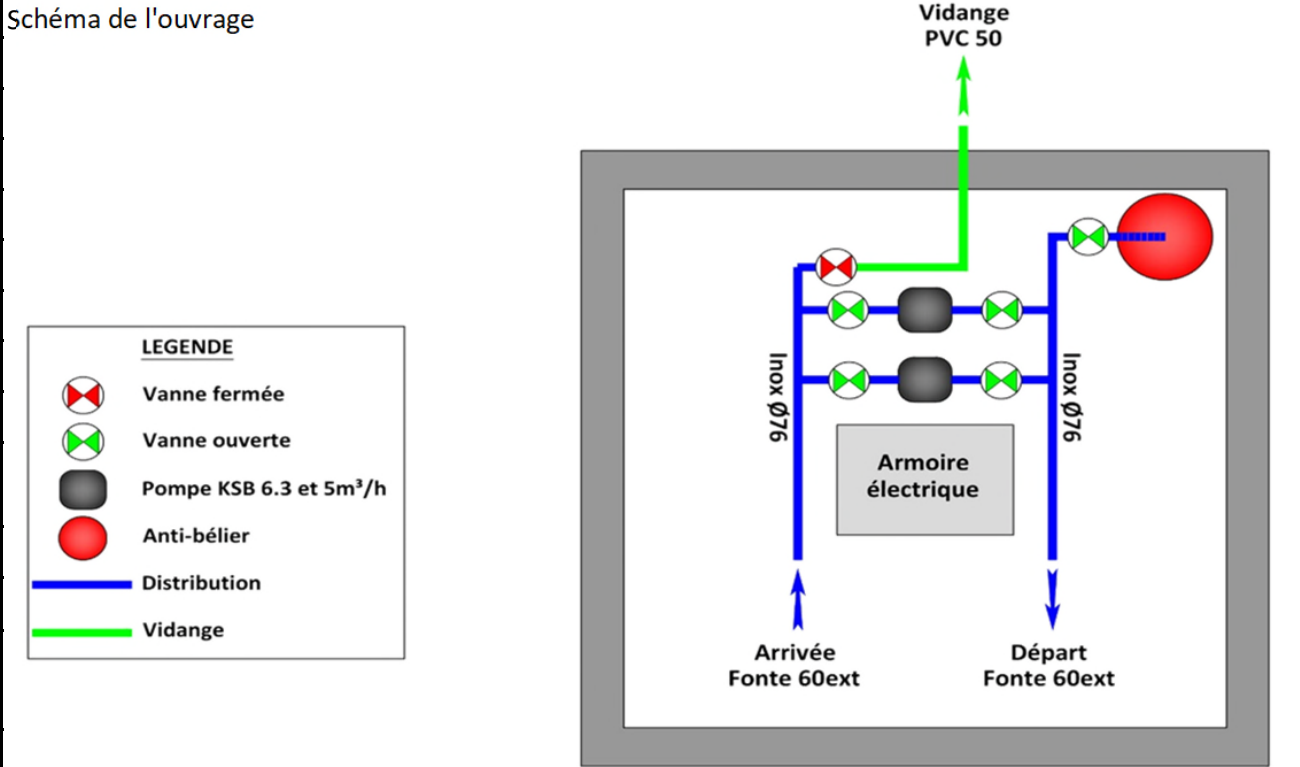 Schéma de l'ouvrage
Vidange
PVC 50
LEGENDE
Vanne fermée
Vanne ouverte
Pompe KSB 6.3 et 5m³/h
Anti-bélier
Distribution
Vidange
Inox Ø76
Inox Ø76
Armoire
électrique
Arrivée
Fonte 60ext
Départ
Fonte 60ext